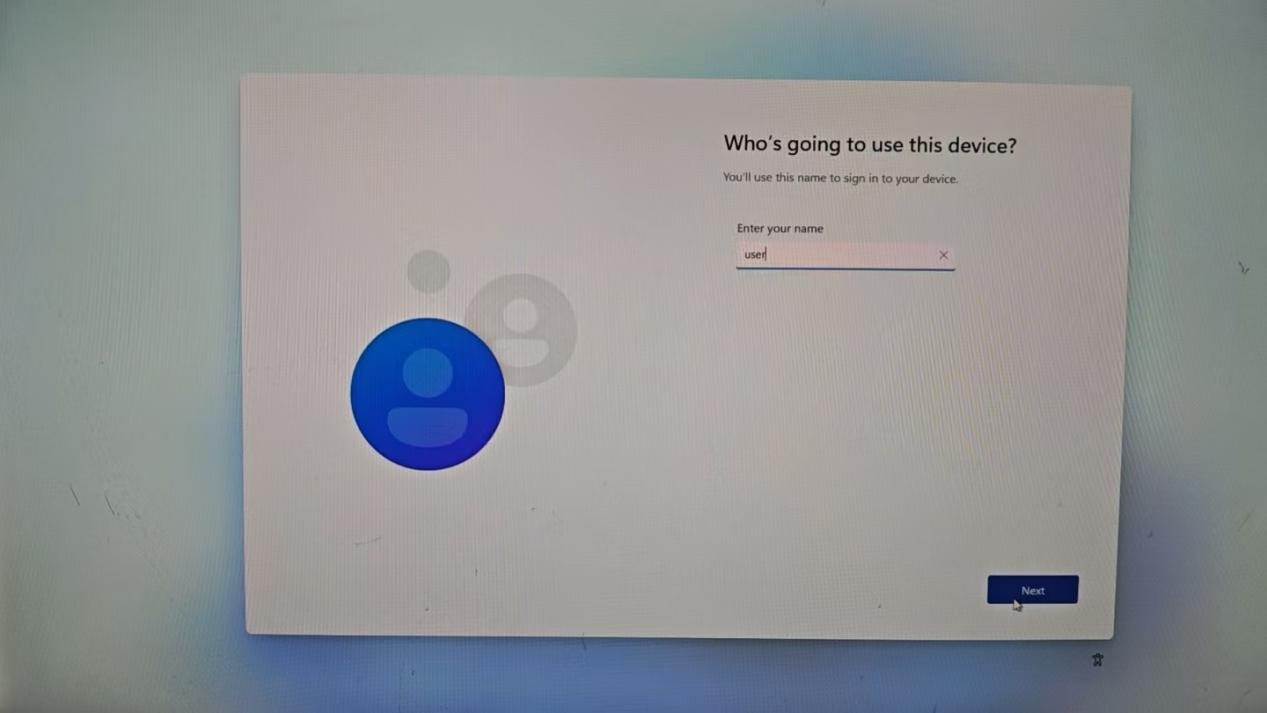 Who's going to use this device?
You'll use this name to sign in to your device.
Enter your name
user
Next